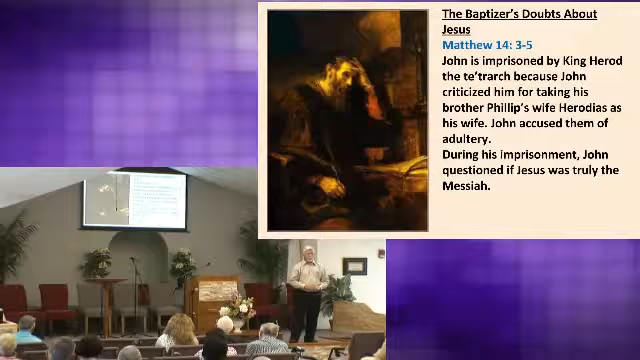 The Baptizer's Doubts About
Jesus
Matthew 14: 3-5
John is imprisoned by King Herod
the te'trarch because John
criticized him for taking his
brother Phillip's wife Herodias as
his wife. John accused them of
adultery.
During his imprisonment, John
questioned if Jesus was truly the
Messiah.